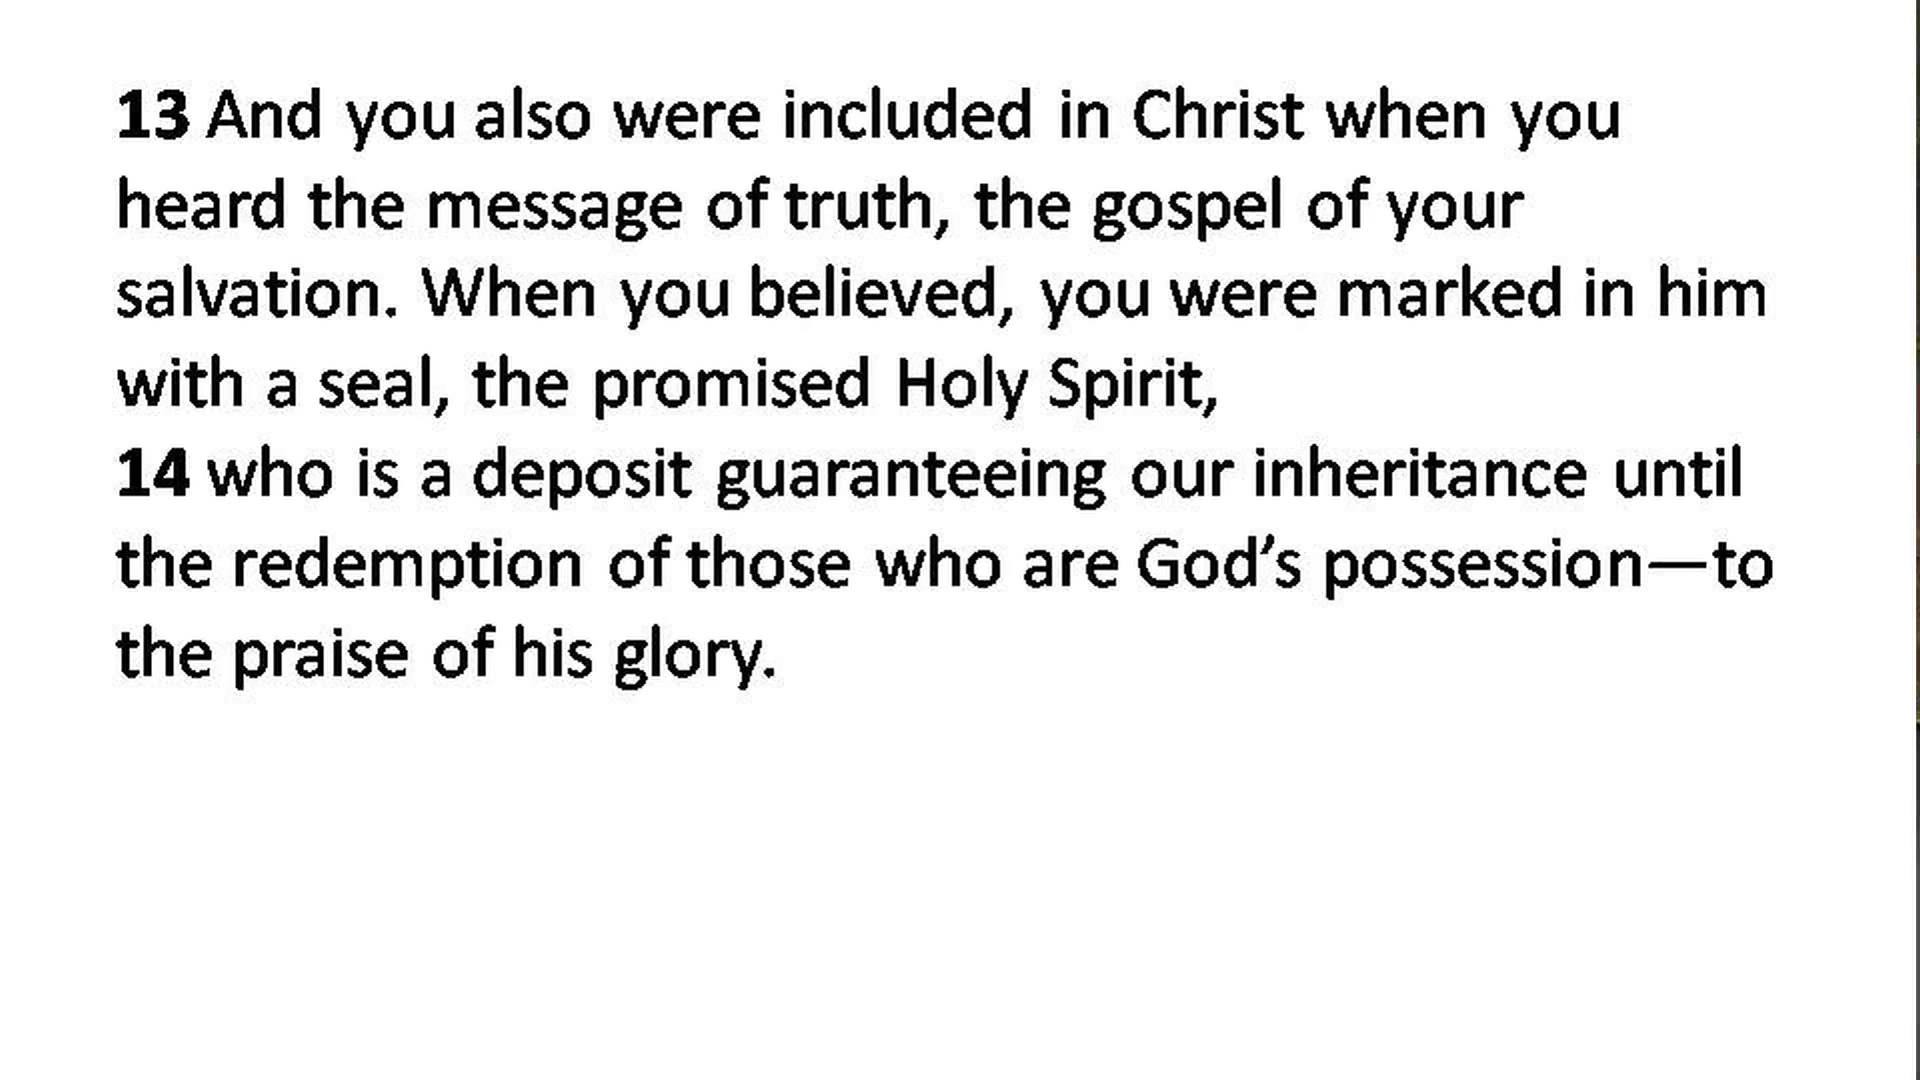 13 And you also were included in Christ when you
heard the message of truth, the gospel of your
salvation. When you believed, you were marked in him
with a seal, the promised Holy Spirit,
14 who is a deposit guaranteeing our inheritance until
the redemption of those who are God’s possession—to
the praise of his glory.